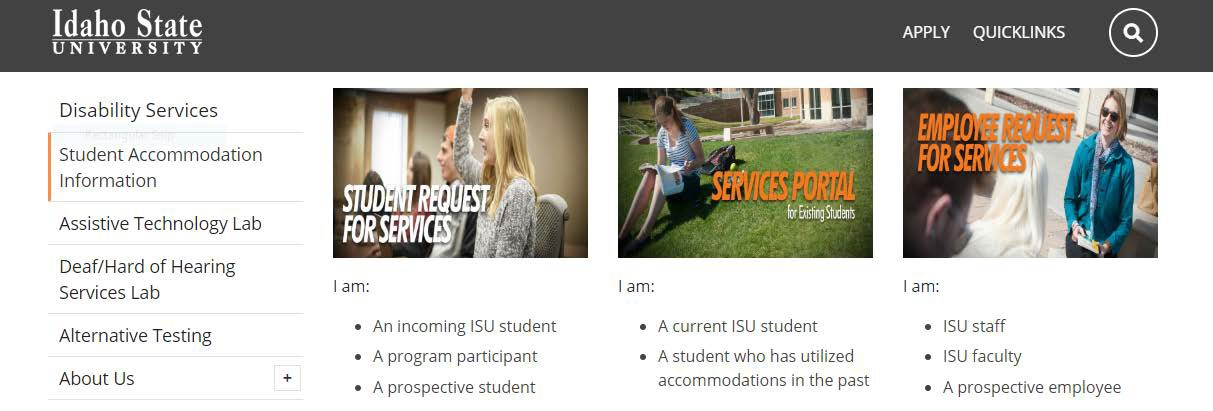 Idaho State
UNIVERSITY
APPLY
QUICKLINKS
Disability Services
Rectangular Snip
Student Accommodation
Information
Assistive Technology Lab
Deaf/Hard of Hearing
Services Lab
Alternative Testing
About Us
+
STUDENT REQUEST
FOR SERVICES
I am:
An incoming ISU student
A program participant
A prospective student
SERVICES PORTAL
for Existing Students
I am:
A current ISU student
A student who has utilized
accommodations in the past
EMPLOYEE REQUEST
FOR SERVICES
I am:
ISU staff
ISU faculty
A prospective employee